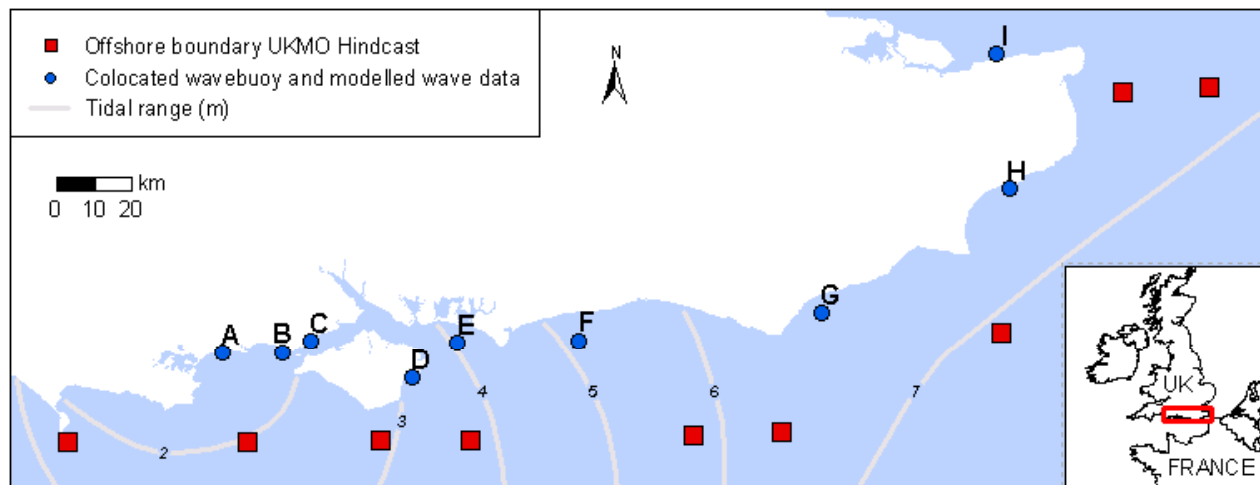 Offshore boundary UKMO Hindcast
Colocated wavebuoy and modelled wave data
Tidal range (m)
N
km
0 10 20
I
H
G
A
B
C
D
E
F
2
3
4
5
6
7
UK
FRANCE